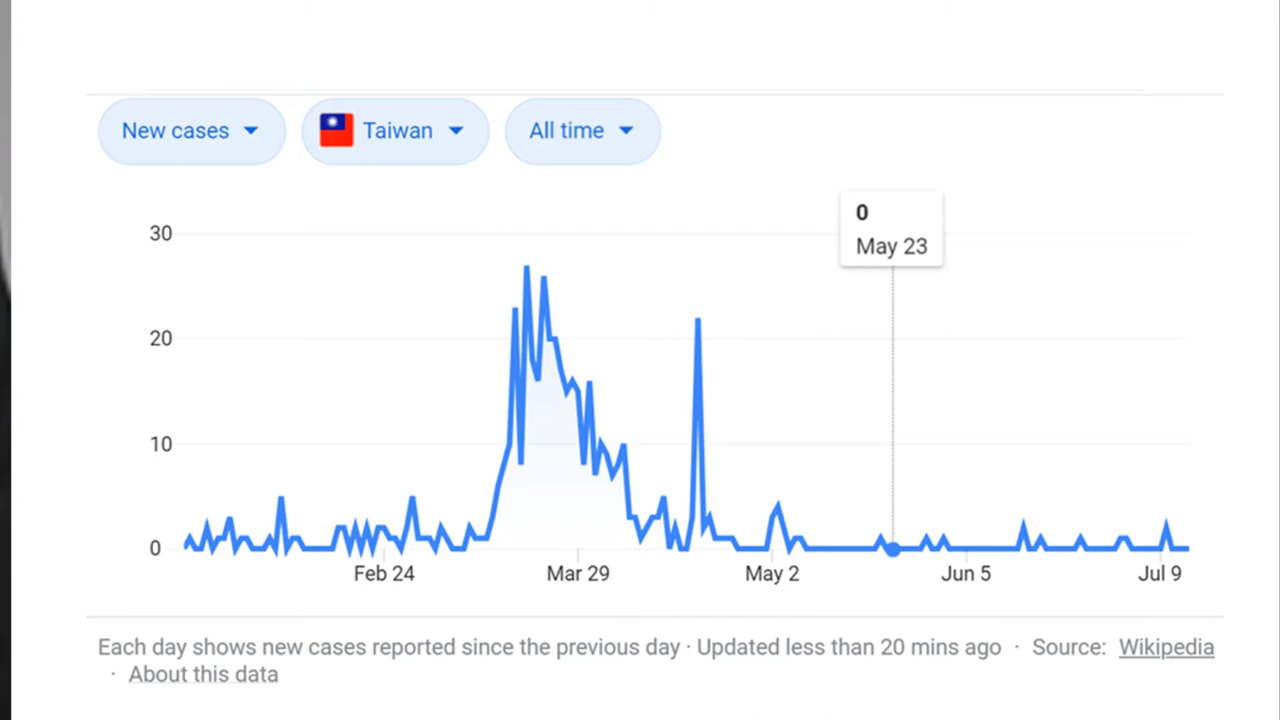 New cases Taiwan All time
0
May 23
30
20
10
0
Feb 24 Mar 29 May 2 Jun 5 Jul 9
Each day shows new cases reported since the previous day · Updated less than 20 mins ago · Source: Wikipedia
· About this data